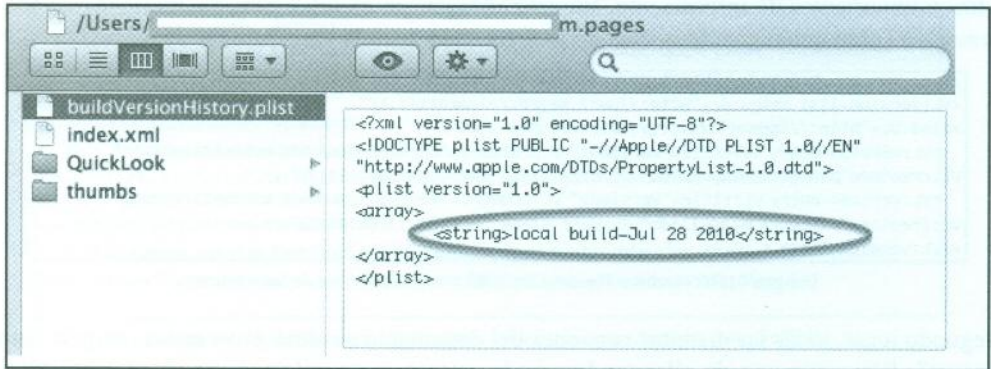 /Users/ m.pages
buildVersionHistory.plist
index.xml
QuickLook
thumbs
<?xml version="1.0" encoding="UTF-8"?>
<!DOCTYPE plist PUBLIC "-//Apple//DTD PLIST 1.0//EN"
"http://www.apple.com/DTDs/PropertyList-1.0.dtd">
<plist version="1.0">
<array>
<string>local build-Jul 28 2010</string>
</array>
</plist>